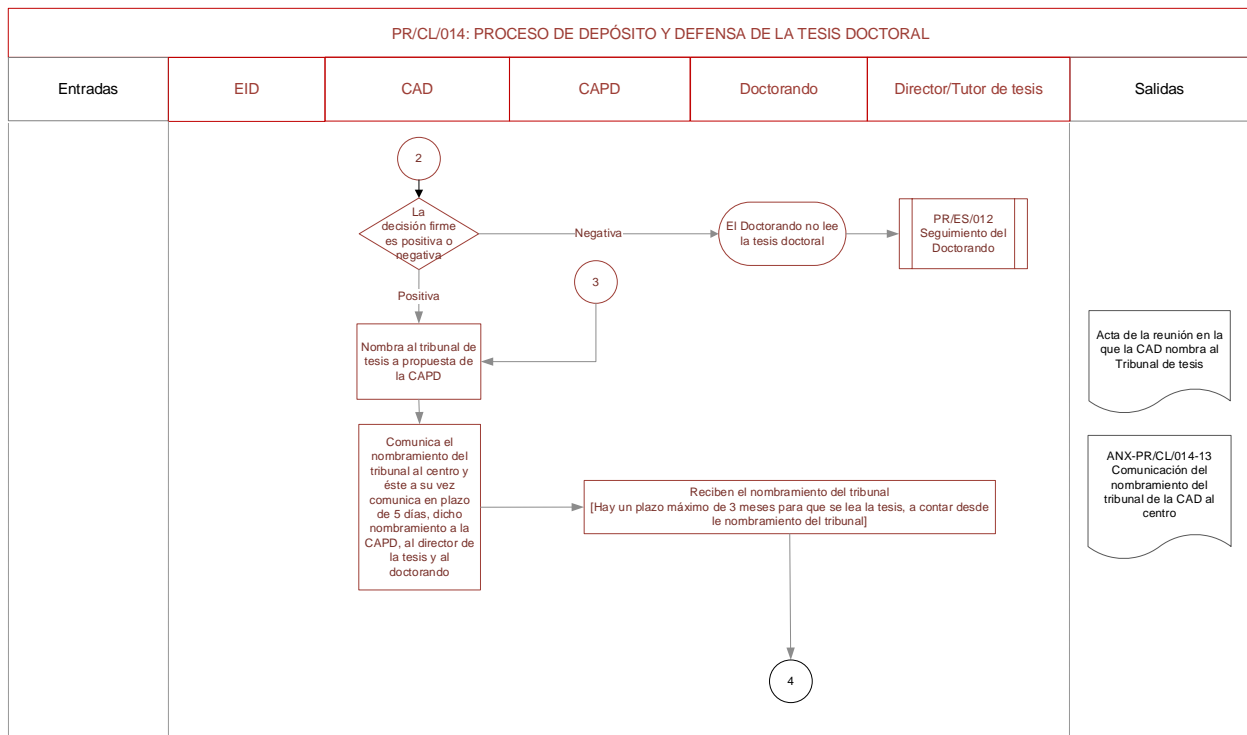 PR/CL/014: PROCESO DE DEPÓSITO Y DEFENSA DE LA TESIS DOCTORAL
Entradas
EID
CAD
CAPD
Doctorando
Director/Tutor de tesis
Salidas
2
La
decisión firme
es positiva o
negativa
Negativa
El Doctorando no lee
la tesis doctoral
PR/ES/012
Seguimiento del
Doctorando
3
Positiva
Nombra al tribunal de
tesis a propuesta de
la CAPD
Acta de la reunión en la
que la CAD nombra al
Tribunal de tesis
Comunica el
nombramiento del
tribunal al centro y
éste a su vez
comunica en plazo
de 5 días, dicho
nombramiento a la
CAPD, al director de
la tesis y al
doctorando
Reciben el nombramiento del tribunal
[Hay un plazo máximo de 3 meses para que se lea la tesis, a contar desde
le nombramiento del tribunal]
ANX-PR/CL/014-13
Comunicación del
nombramiento del
tribunal de la CAD al
centro
4